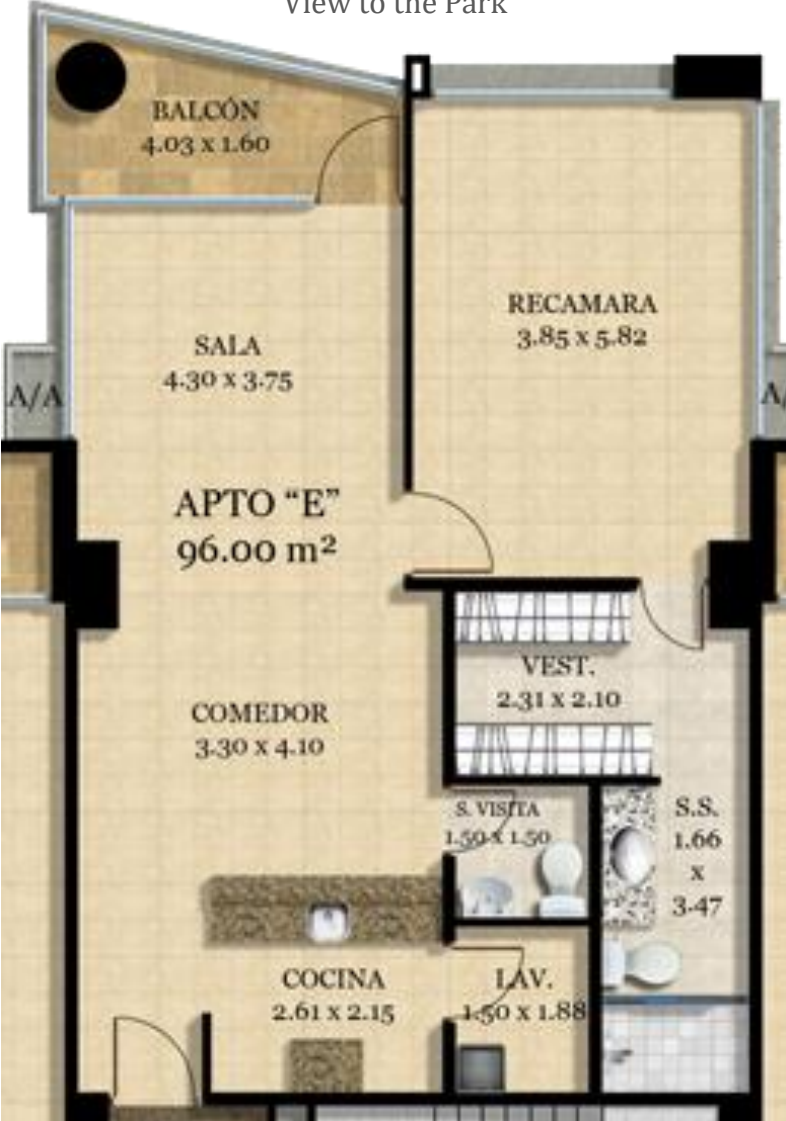 View to the Park
BALCÓN
4.03 x 1.60
RECAMARA
3.85 x 5.82
SALA
4.30 x 3.75
A/A
A/
APTO “E”
96.00 m²
VEST.
2.31 x 2.10
COMEDOR
3.30 x 4.10
S. VISITA
1.50 x 1.50
S.S.
1.66
x
3.47
COCINA
2.61 x 2.15
LAV.
1.50 x 1.88